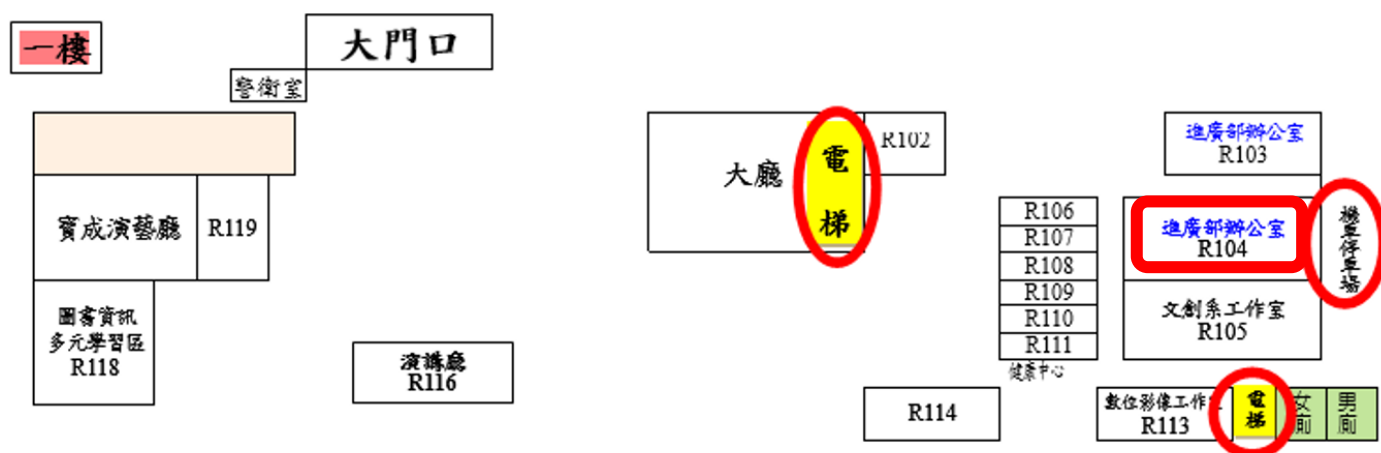 一樓
大門口
警衛室
寶成演藝廳
R119
圖書資訊
多元學習區
R118
演講廳
R116
大廳
電梯
R102
進廣部辦公室
R103
R106
R107
R108
R109
R110
R111
健康中心
進廣部辦公室
R104
機車停車場
文創系工作室
R105
R114
數位影像工作室
R113
電梯
女廁
男廁